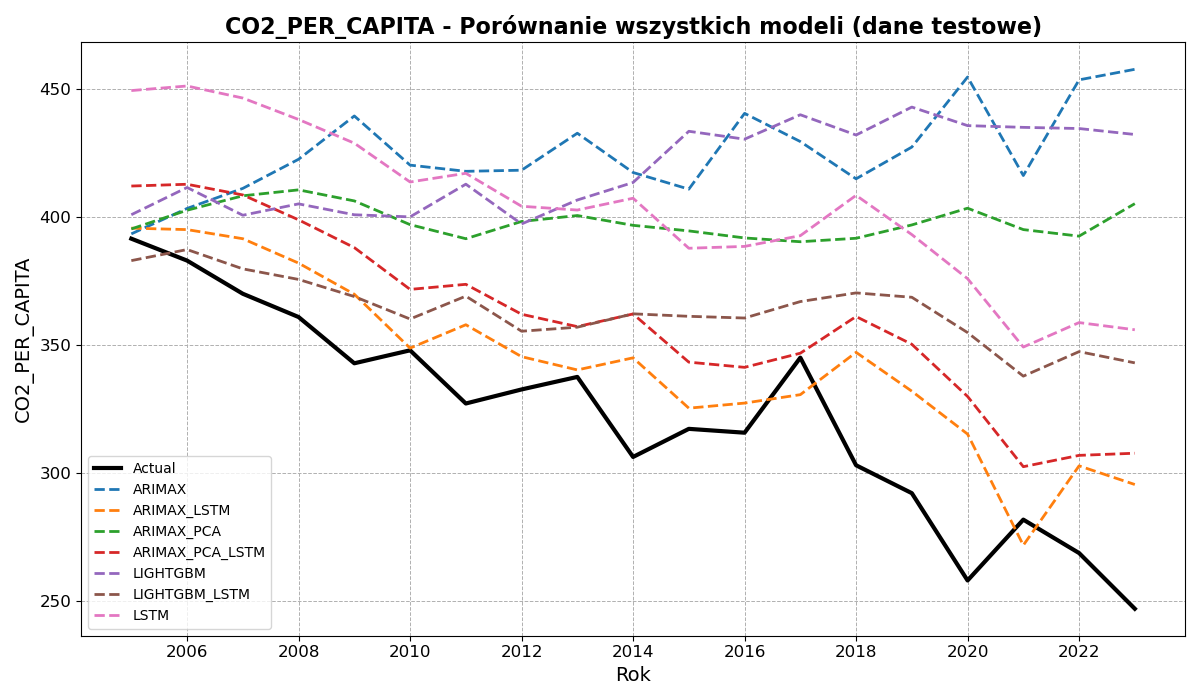 CO2_PER_CAPITA - Porównanie wszystkich modeli (dane testowe)
CO2_PER_CAPITA
450
400
350
300
250
Actual
ARIMAX
ARIMAX_LSTM
ARIMAX_PCA
ARIMAX_PCA_LSTM
LIGHTGBM
LIGHTGBM_LSTM
LSTM
2006 2008 2010 2012 2014 2016 2018 2020 2022
Rok